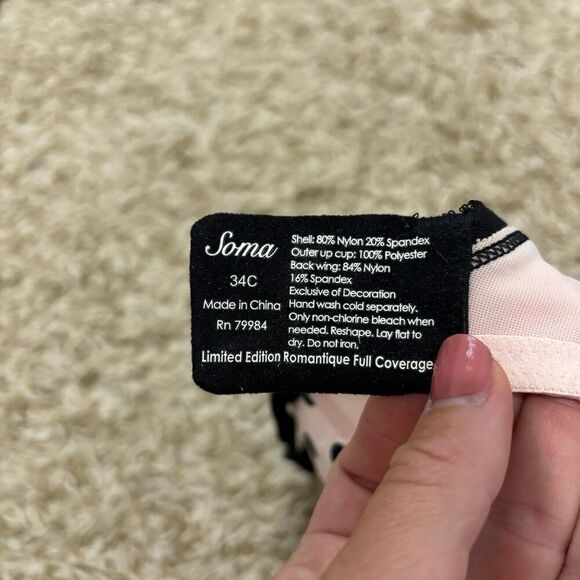 Soma
34C
Made in China
Rn 79984
Shell: 80% Nylon 20% Spandex
Outer up cup: 100% Polyester
Back wing: 84% Nylon
16% Spandex
Exclusive of Decoration
Hand wash cold separately.
Only non-chlorine bleach when
needed. Reshape. Lay flat to
dry. Do not iron.
Limited Edition Romantique Full Coverage